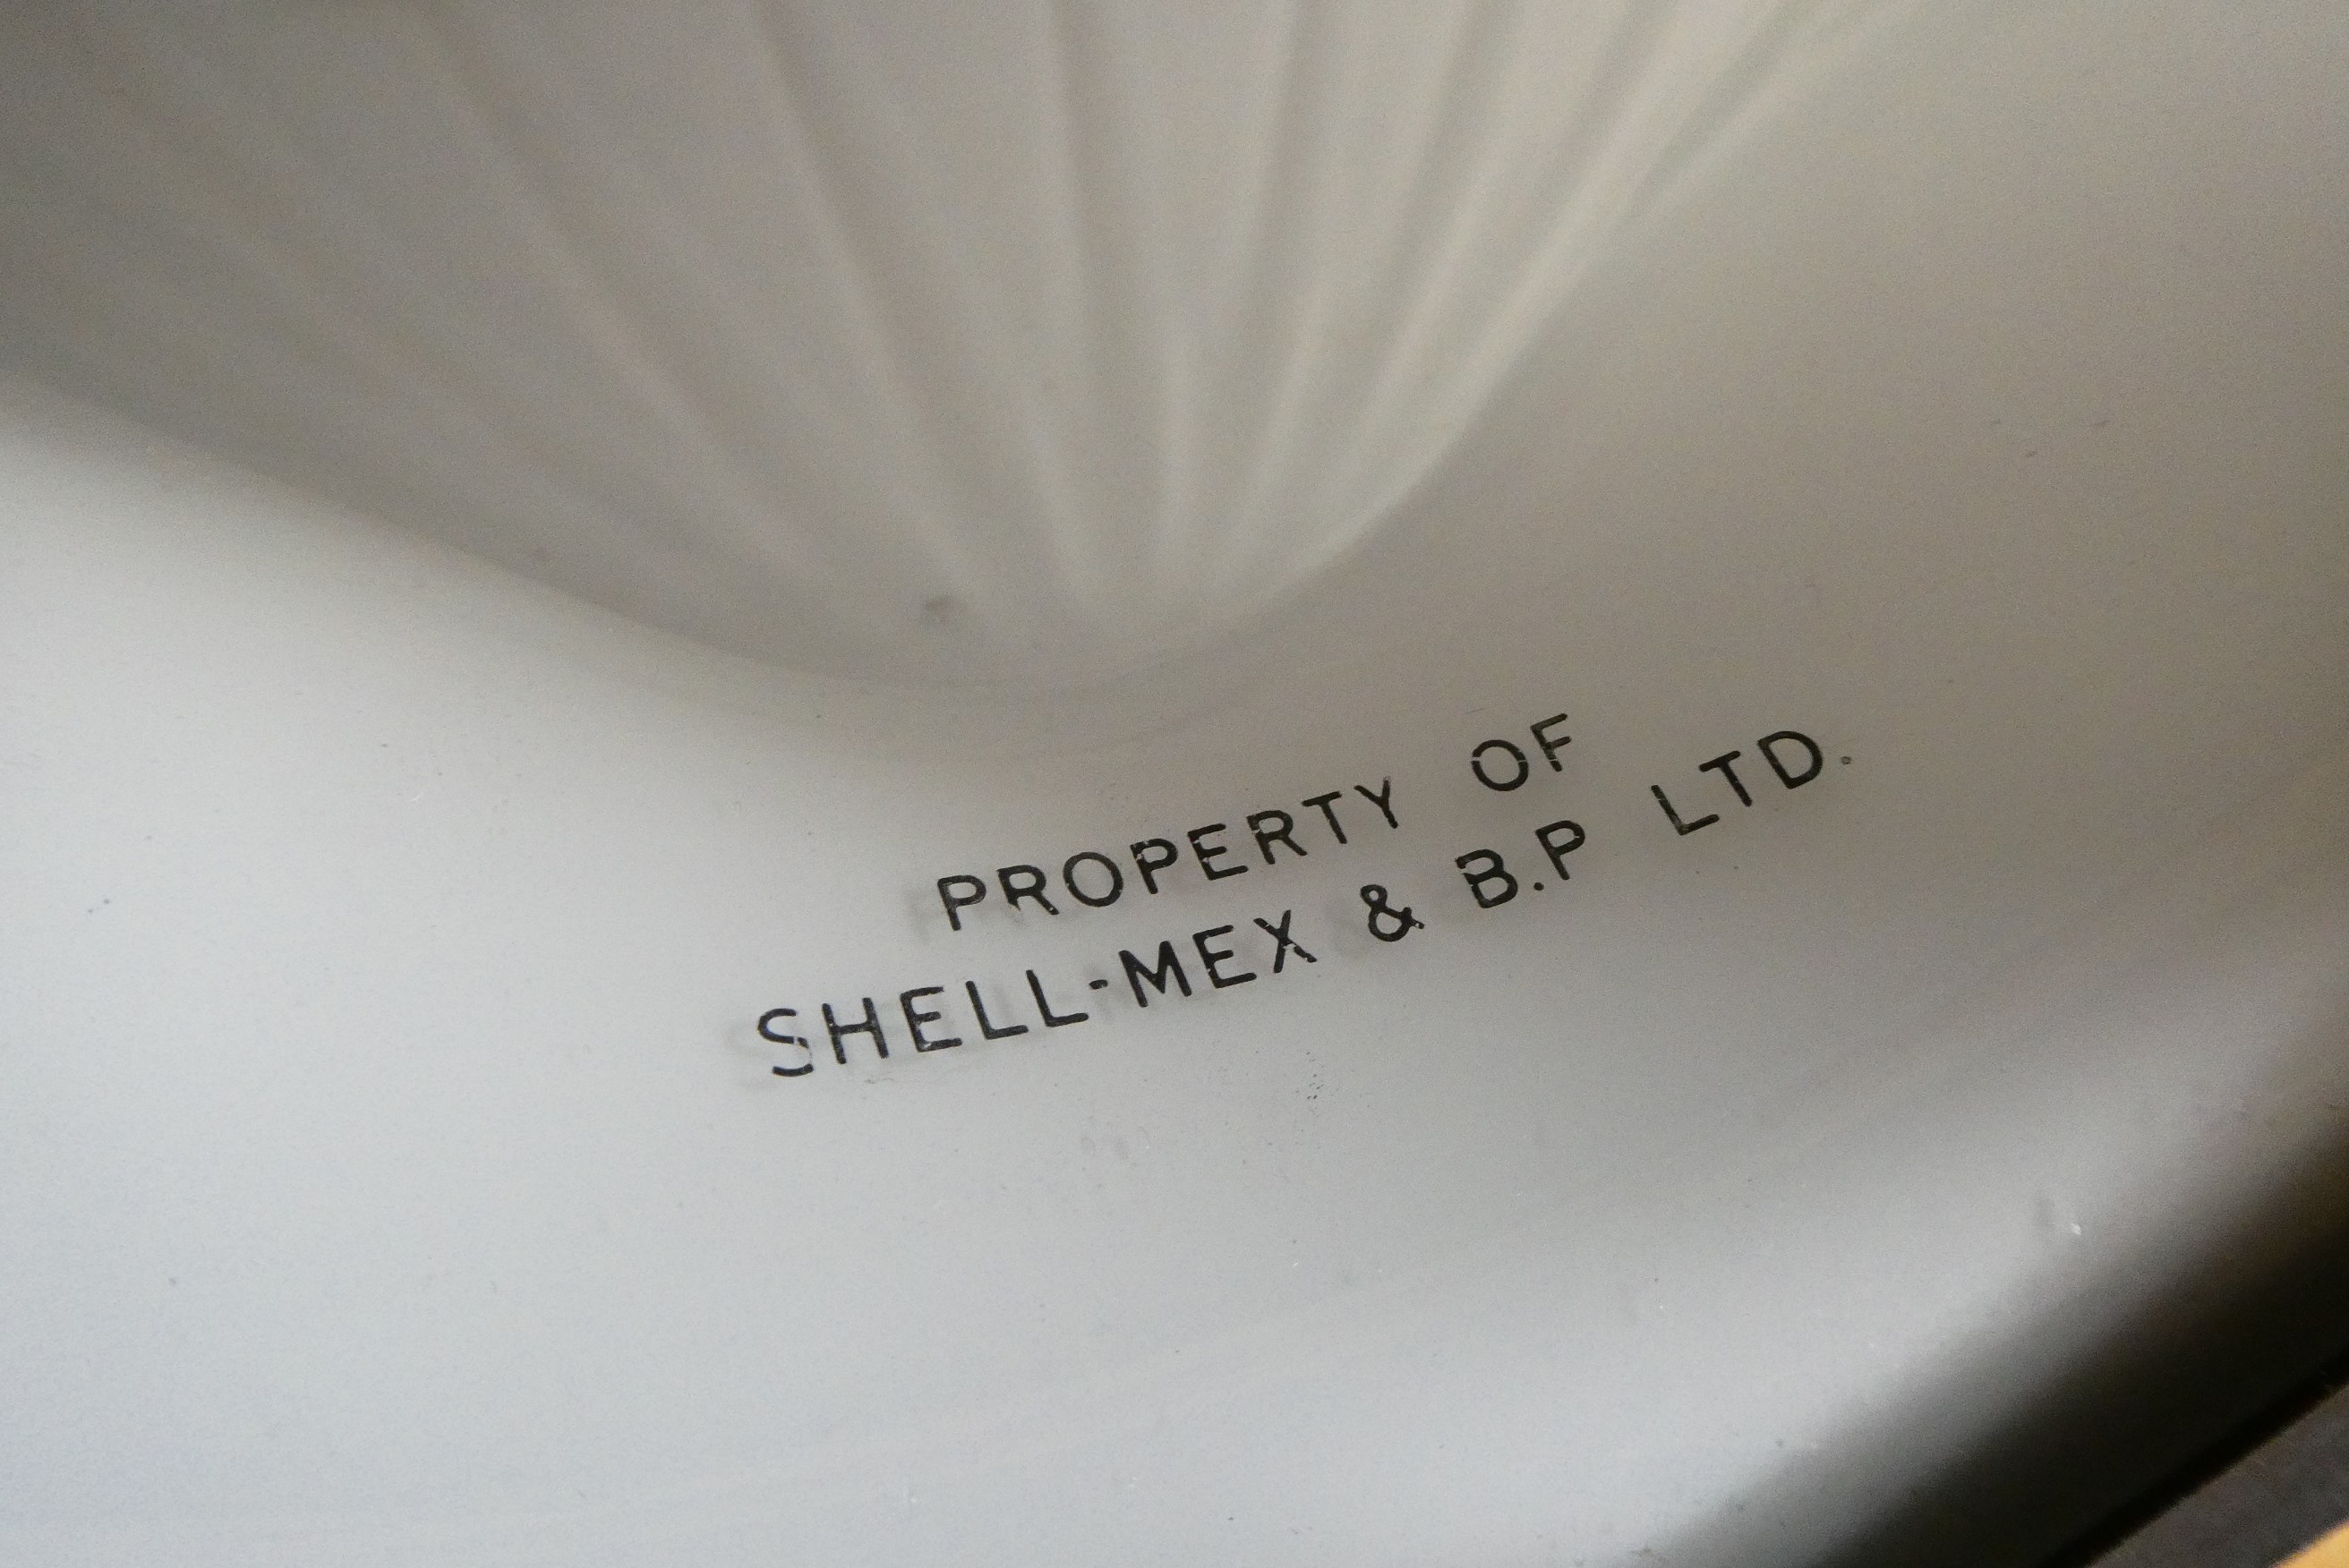 PROPERTY OF
SHELL-MEX & B.P LTD.